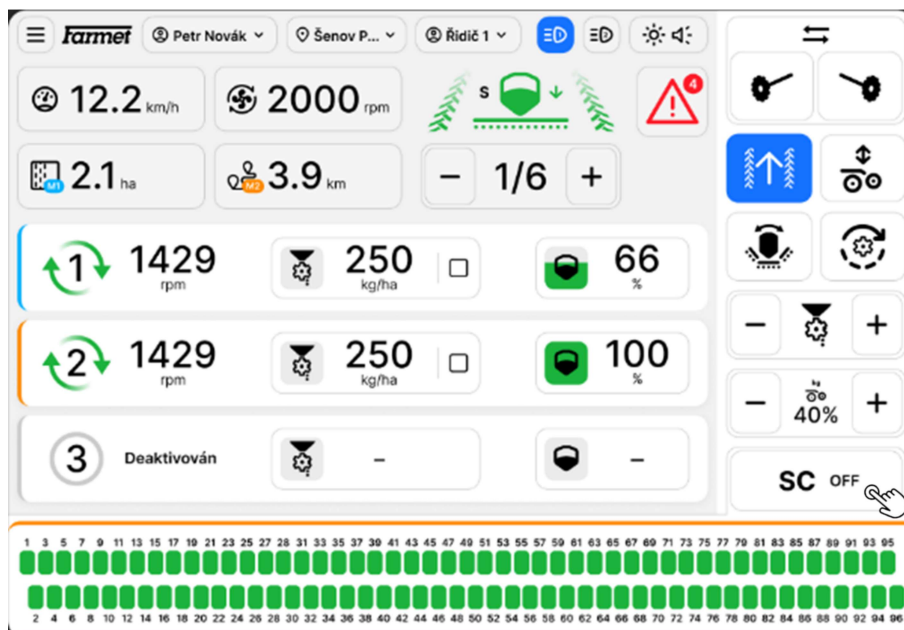 Farmet Petr Novák Šenov P... Řidič 1
12.2 km/h 2000 rpm S 4
2.1 ha M1 3.9 km M2 − 1/6 +
1 1429 rpm 250 kg/ha 66 %
− +
2 1429 rpm 250 kg/ha 100 %
− kg 40% +
3 Deaktivován – –
SC OFF
1 3 5 7 9 11 13 15 17 19 21 23 25 27 28 31 33 35 37 39 41 43 45 47 49 51 53 55 57 59 61 63 65 67 69 71 73 75 77 79 81 83 85 87 89 91 93 95
2 4 6 8 10 12 14 16 18 20 22 24 26 28 30 32 34 36 38 40 42 44 46 48 50 52 54 56 58 60 62 64 66 68 70 72 74 76 78 80 82 84 86 88 90 92 94 96